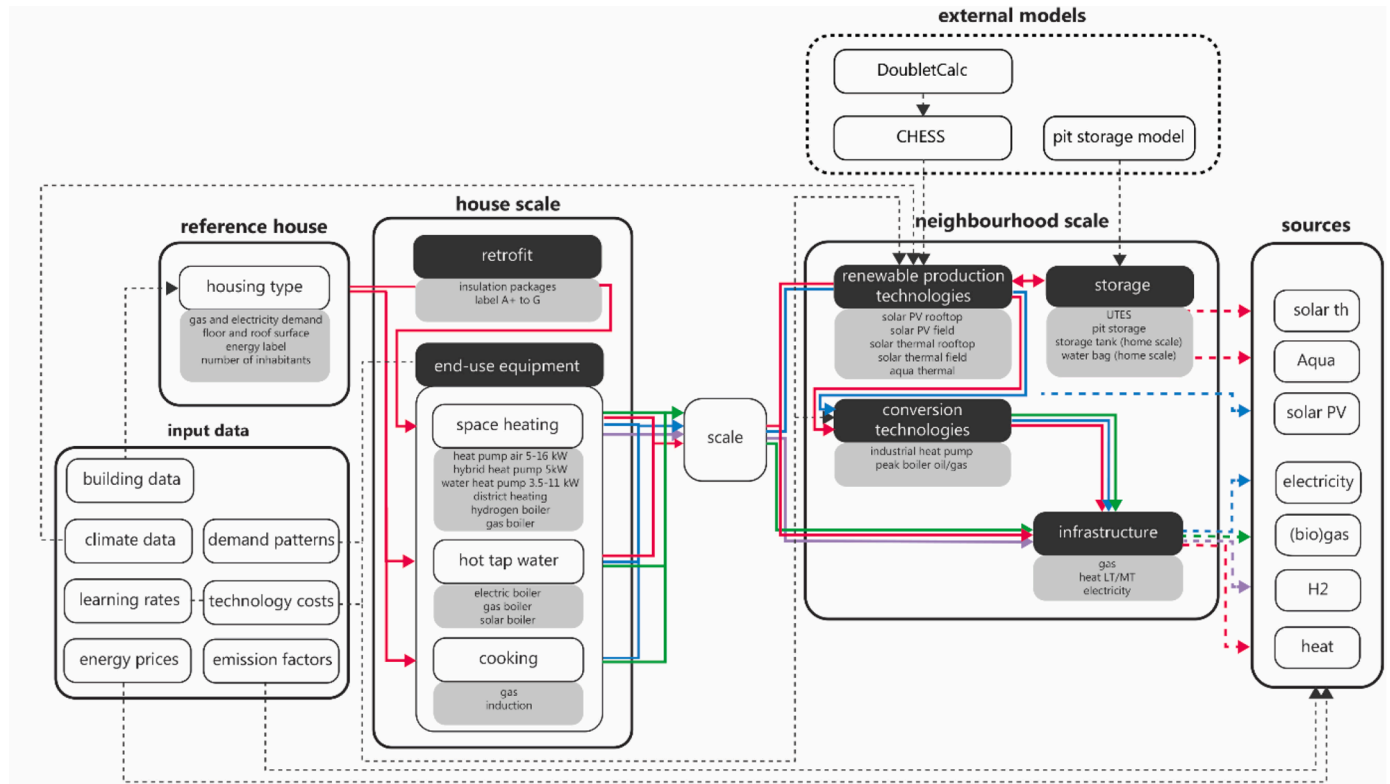 external models
DoubletCalc
CHESS
pit storage model
reference house
housing type
gas and electricity demand
floor and roof surface
energy label
number of inhabitants
input data
building data
climate data
demand patterns
learning rates
technology costs
energy prices
emission factors
house scale
retrofit
insulation packages
label A+ to G
end-use equipment
space heating
heat pump air 5-16 kW
hybrid heat pump 5kW
water heat pump 3.5-11 kW
district heating
hydrogen boiler
gas boiler
hot tap water
electric boiler
gas boiler
solar boiler
cooking
gas
induction
scale
neighbourhood scale
renewable production
technologies
solar PV rooftop
solar PV field
solar thermal rooftop
solar thermal field
aqua thermal
storage
UTES
pit storage
storage tank (home scale)
water bag (home scale)
conversion
technologies
industrial heat pump
peak boiler oil/gas
infrastructure
gas
heat LT/MT
electricity
sources
solar th
Aqua
solar PV
electricity
(bio)gas
H2
heat